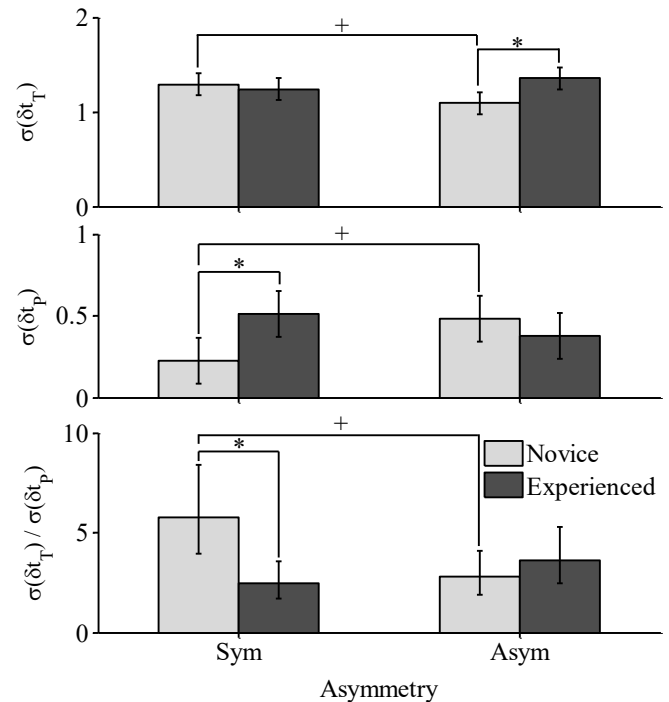 2
1
0
σ(δt_T)
+
*
1
0.5
0
σ(δt_P)
+
*
10
5
0
σ(δt_T) / σ(δt_P)
+
*
Novice
Experienced
Sym
Asym
Asymmetry